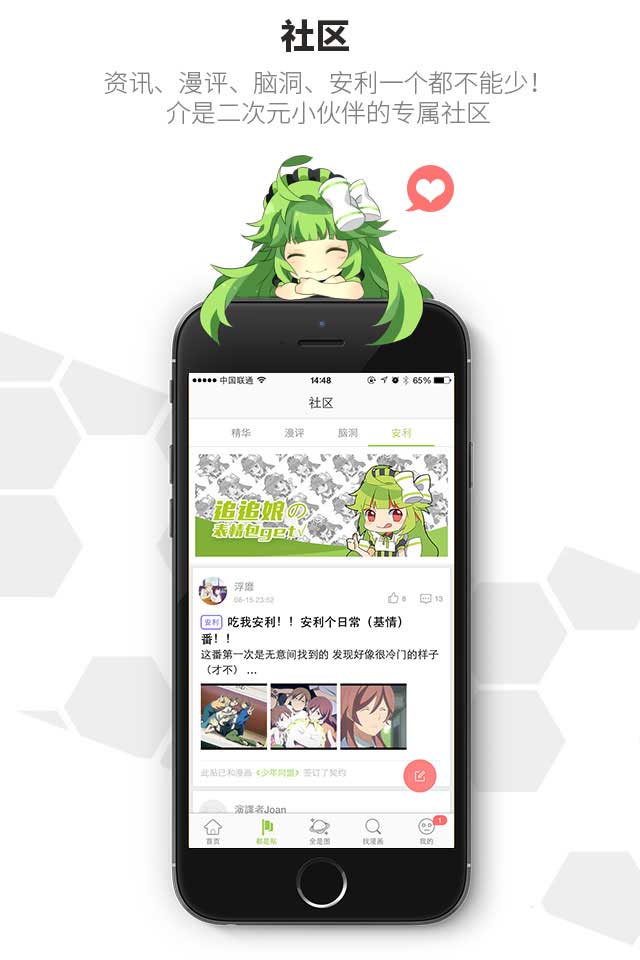 社区
资讯、漫评、脑洞、安利一个都不能少！
介是二次元小伙伴的专属社区
中国联通
14:48
65%
社区
精华
漫评
脑洞
安利
追追娘の
表情包get√
浮靡
08-15 23:52
8
13
安利 吃我安利！！安利个日常（基情）
番！！
这番第一次是无意间找到的 发现好像很冷门的样子
（才不） ...
此贴已和漫画《少年同盟》签订了契约
演譯者Joan
首页
都是贴
全是图
找漫画
我的
1